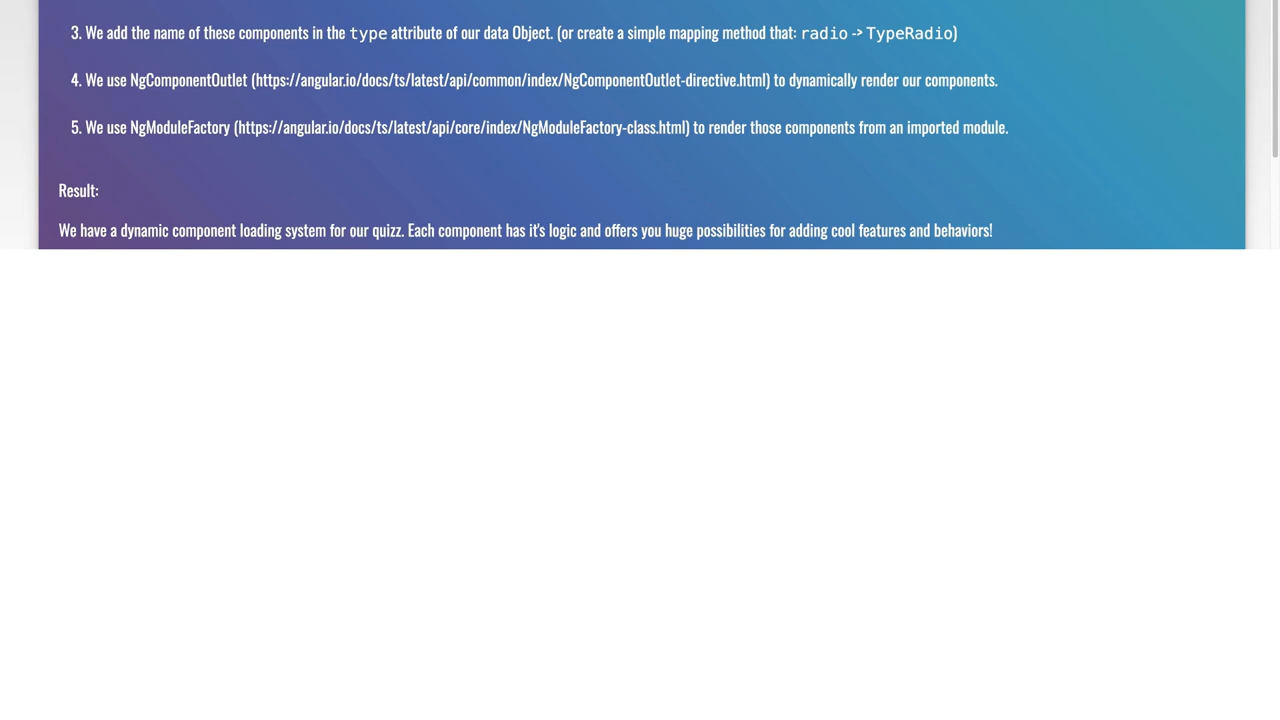 3. We add the name of these components in the type attribute of our data Object. (or create a simple mapping method that: radio -> TypeRadio)
4. We use NgComponentOutlet (https://angular.io/docs/ts/latest/api/common/index/NgComponentOutlet-directive.html) to dynamically render our components.
5. We use NgModuleFactory (https://angular.io/docs/ts/latest/api/core/index/NgModuleFactory-class.html) to render those components from an imported module.
Result:
We have a dynamic component loading system for our quizz. Each component has it's logic and offers you huge possibilities for adding cool features and behaviors!